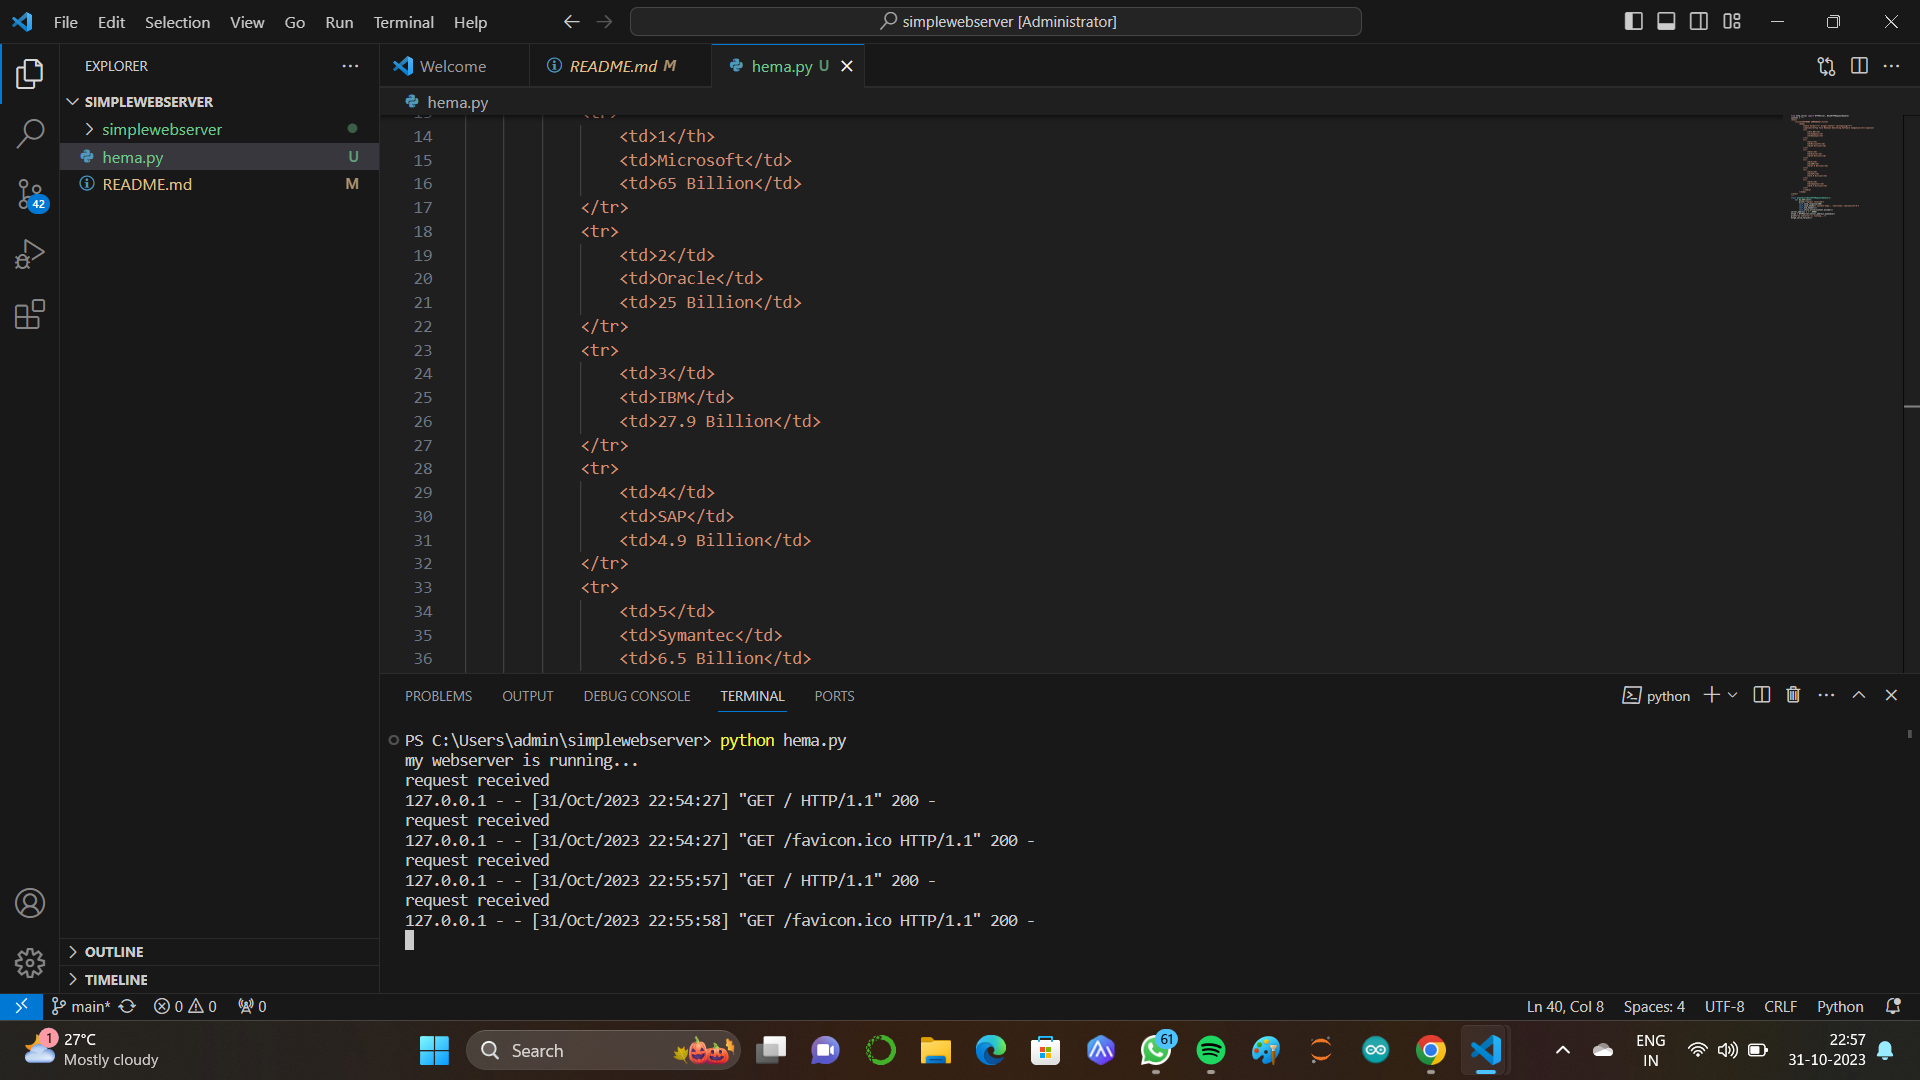 File Edit Selection View Go Run Terminal Help
simplewebserver [Administrator]
EXPLORER
Welcome
README.md M
hema.py U
SIMPLEWEBSERVER
simplewebserver
hema.py U
README.md M
42
hema.py
14 <td>1</th>
15 <td>Microsoft</td>
16 <td>65 Billion</td>
17 </tr>
18 <tr>
19 <td>2</td>
20 <td>Oracle</td>
21 <td>25 Billion</td>
22 </tr>
23 <tr>
24 <td>3</td>
25 <td>IBM</td>
26 <td>27.9 Billion</td>
27 </tr>
28 <tr>
29 <td>4</td>
30 <td>SAP</td>
31 <td>4.9 Billion</td>
32 </tr>
33 <tr>
34 <td>5</td>
35 <td>Symantec</td>
36 <td>6.5 Billion</td>
PROBLEMS OUTPUT DEBUG CONSOLE TERMINAL PORTS
python
PS C:\Users\admin\simplewebserver> python hema.py
my webserver is running...
request received
127.0.0.1 - - [31/Oct/2023 22:54:27] "GET / HTTP/1.1" 200 -
request received
127.0.0.1 - - [31/Oct/2023 22:54:27] "GET /favicon.ico HTTP/1.1" 200 -
request received
127.0.0.1 - - [31/Oct/2023 22:55:57] "GET / HTTP/1.1" 200 -
request received
127.0.0.1 - - [31/Oct/2023 22:55:58] "GET /favicon.ico HTTP/1.1" 200 -
OUTLINE
TIMELINE
main* 0 0 0
Ln 40, Col 8 Spaces: 4 UTF-8 CRLF Python
1
27°C
Mostly cloudy
Search
61
ENG
IN
22:57
31-10-2023